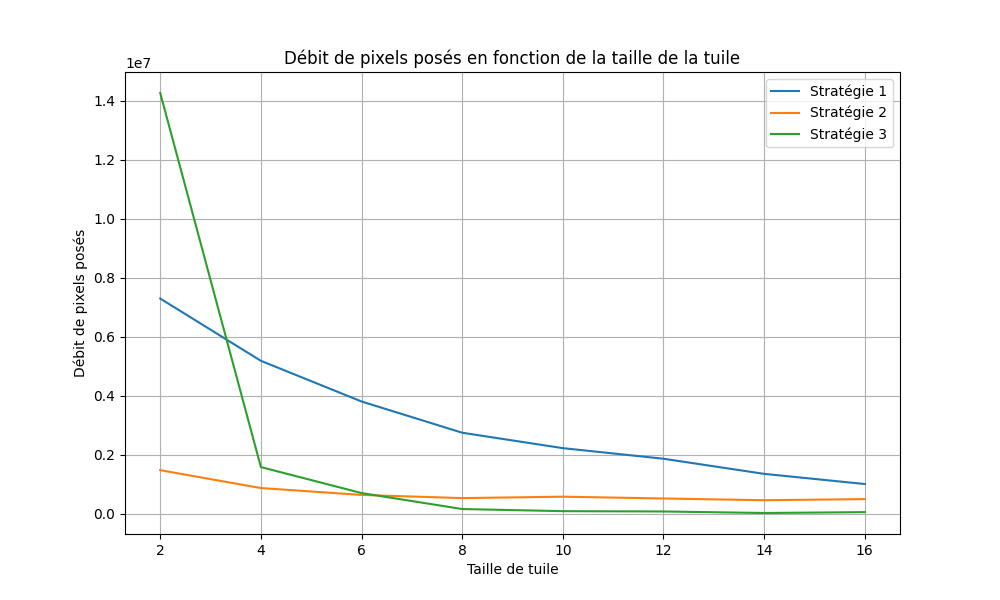 Débit de pixels posés en fonction de la taille de la tuile
1e7
Stratégie 1
Stratégie 2
Stratégie 3
1.4
1.2
1.0
0.8
0.6
0.4
0.2
0.0
Débit de pixels posés
2 4 6 8 10 12 14 16
Taille de tuile